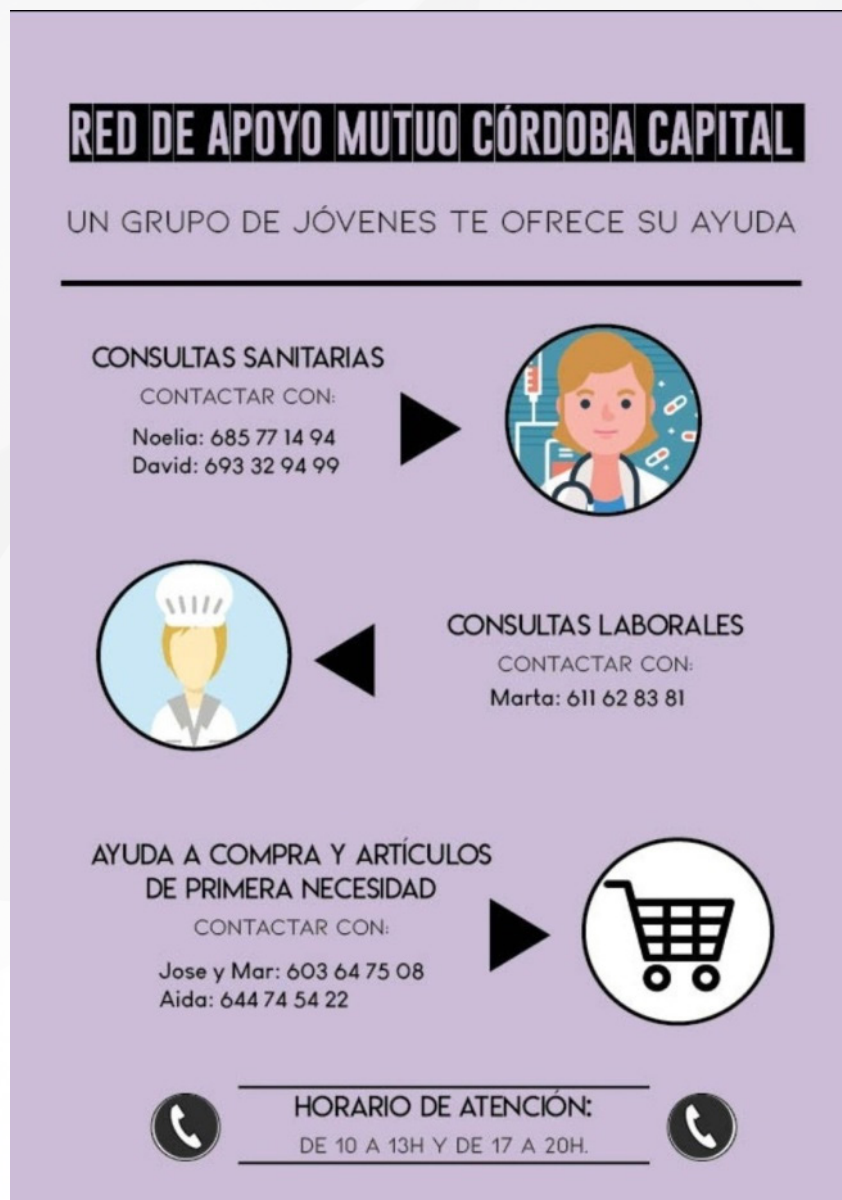 RED DE APOYO MUTUO CÓRDOBA CAPITAL
UN GRUPO DE JÓVENES TE OFRECE SU AYUDA
CONSULTAS SANITARIAS
CONTACTAR CON:
Noelia: 685 77 14 94
David: 693 32 94 99
CONSULTAS LABORALES
CONTACTAR CON:
Marta: 611 62 83 81
AYUDA A COMPRA Y ARTÍCULOS
DE PRIMERA NECESIDAD
CONTACTAR CON:
Jose y Mar: 603 64 75 08
Aida: 644 74 54 22
HORARIO DE ATENCIÓN:
DE 10 A 13H Y DE 17 A 20H.